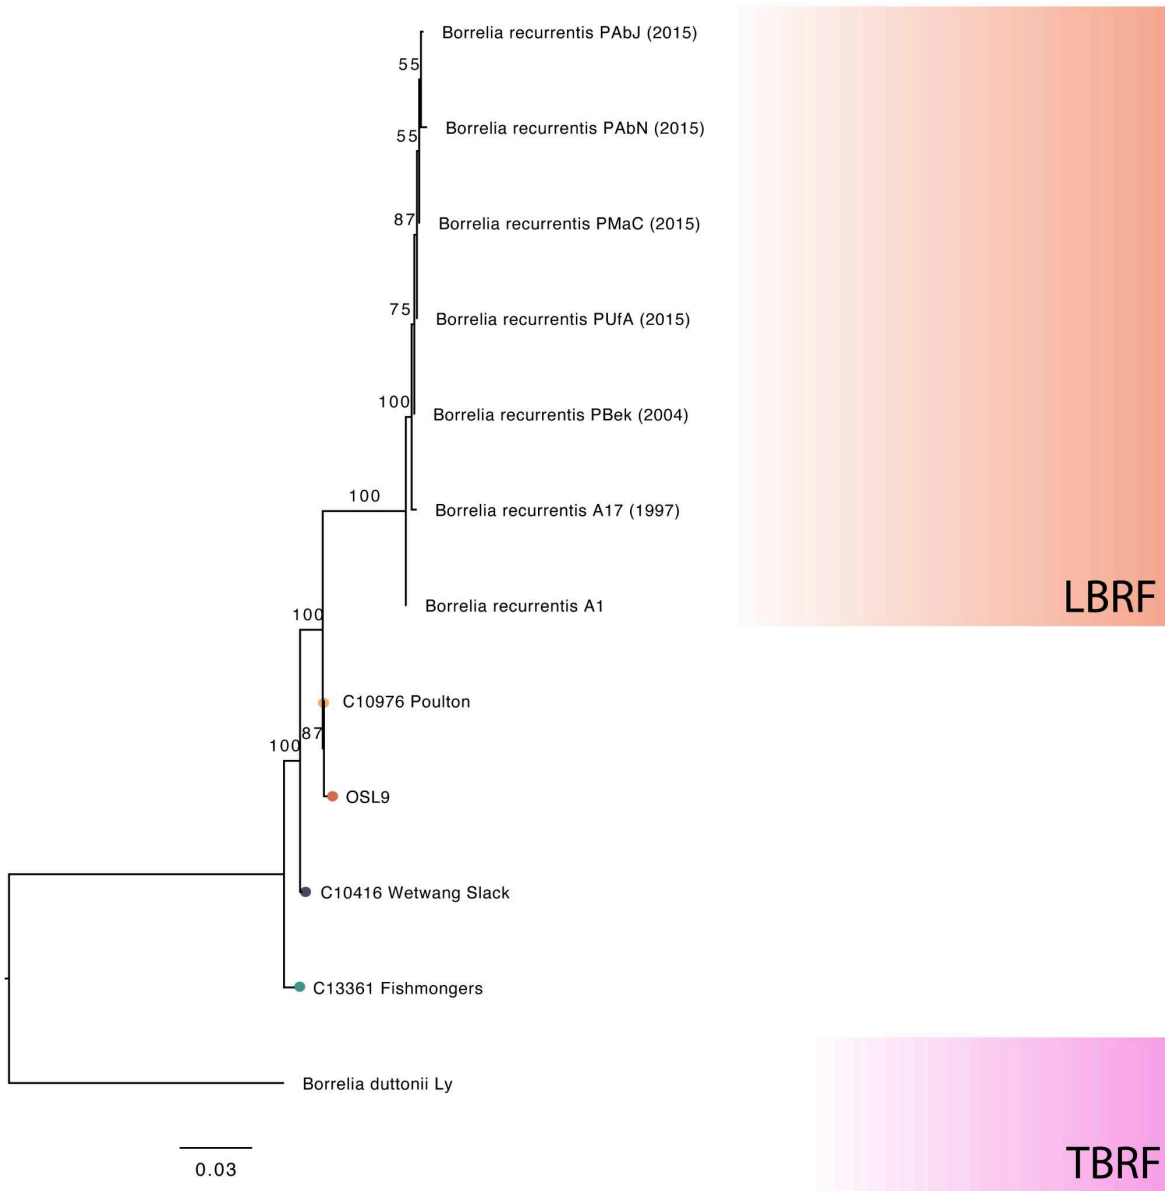 Borrelia recurrentis PAbJ (2015)
55
Borrelia recurrentis PAbN (2015)
55
87
Borrelia recurrentis PMaC (2015)
75
Borrelia recurrentis PUfA (2015)
100
Borrelia recurrentis PBek (2004)
100
Borrelia recurrentis A17 (1997)
LBRF
Borrelia recurrentis A1
100
C10976 Poulton
87
100
OSL9
C10416 Wetwang Slack
C13361 Fishmongers
Borrelia duttonii Ly
TBRF
0.03